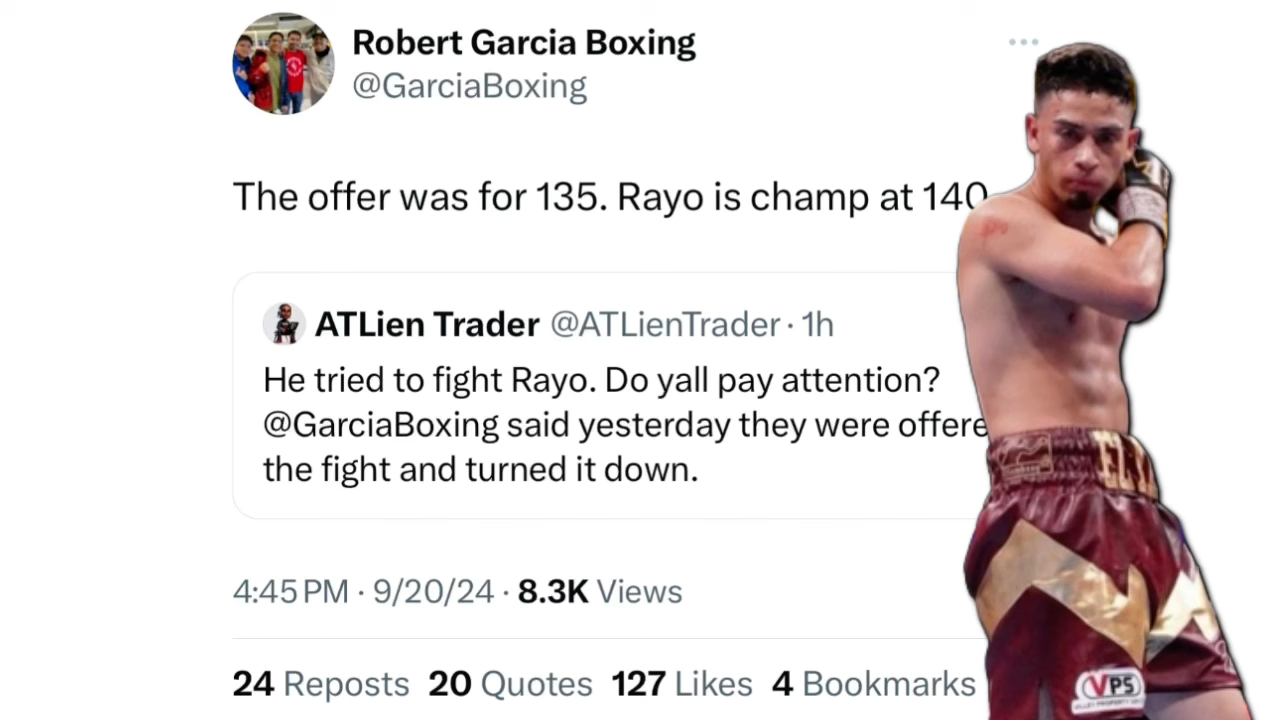 Robert Garcia Boxing
@GarciaBoxing
The offer was for 135. Rayo is champ at 140
ATLien Trader @ATLienTrader · 1h
He tried to fight Rayo. Do yall pay attention?
@GarciaBoxing said yesterday they were offere
the fight and turned it down.
4:45 PM · 9/20/24 · 8.3K Views
24 Reposts 20 Quotes 127 Likes 4 Bookmarks
VPS